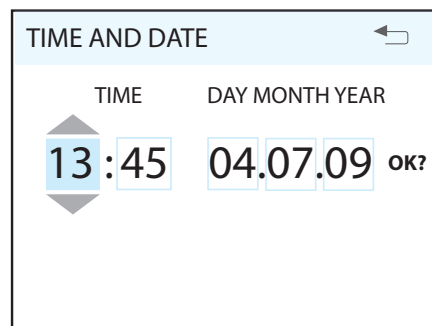 TIME AND DATE
TIME DAY MONTH YEAR
13 : 45 04.07.09 OK?